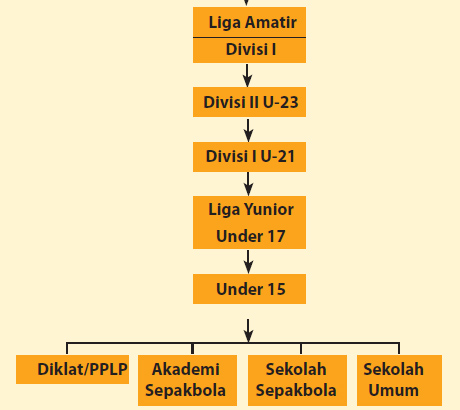 Liga Amatir
Divisi I
Divisi II U-23
Divisi I U-21
Liga Yunior
Under 17
Under 15
Diklat/PPLP
Akademi
Sepakbola
Sekolah
Sepakbola
Sekolah
Umum